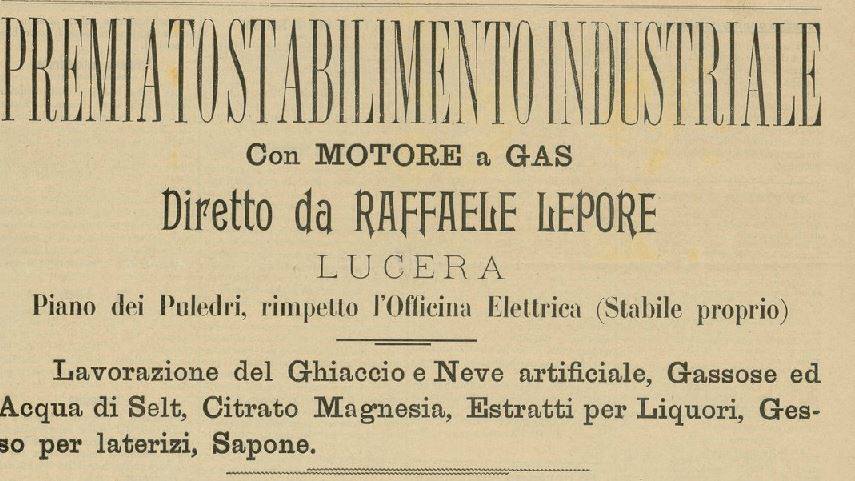 PREMIATO STABILIMENTO INDUSTRIALE
Con MOTORE a GAS
Diretto da RAFFAELE LEPORE
LUCERA
Piano dei Puledri, rimpetto l'Officina Elettrica (Stabile proprio)
Lavorazione del Ghiaccio e Neve artificiale, Gassose ed
Acqua di Selt, Citrato Magnesia, Estratti per Liquori, Ges-
so per laterizi, Sapone.